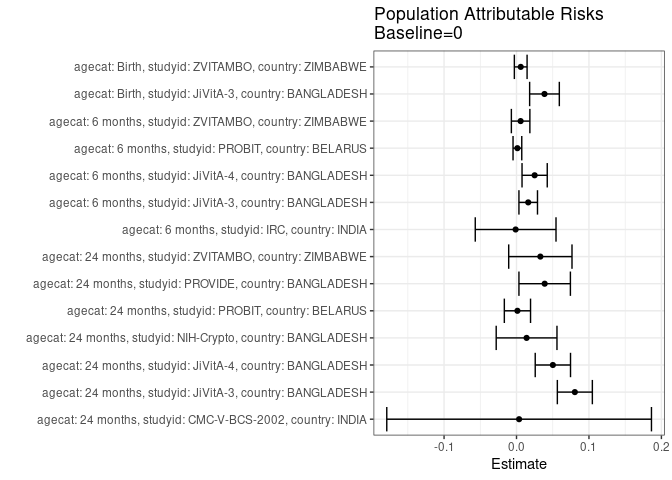 Population Attributable Risks
Baseline=0
agecat: Birth, studyid: ZVITAMBO, country: ZIMBABWE
agecat: Birth, studyid: JiVitA-3, country: BANGLADESH
agecat: 6 months, studyid: ZVITAMBO, country: ZIMBABWE
agecat: 6 months, studyid: PROBIT, country: BELARUS
agecat: 6 months, studyid: JiVitA-4, country: BANGLADESH
agecat: 6 months, studyid: JiVitA-3, country: BANGLADESH
agecat: 6 months, studyid: IRC, country: INDIA
agecat: 24 months, studyid: ZVITAMBO, country: ZIMBABWE
agecat: 24 months, studyid: PROVIDE, country: BANGLADESH
agecat: 24 months, studyid: PROBIT, country: BELARUS
agecat: 24 months, studyid: NIH-Crypto, country: BANGLADESH
agecat: 24 months, studyid: JiVitA-4, country: BANGLADESH
agecat: 24 months, studyid: JiVitA-3, country: BANGLADESH
agecat: 24 months, studyid: CMC-V-BCS-2002, country: INDIA
-0.1 0.0 0.1 0.2
Estimate